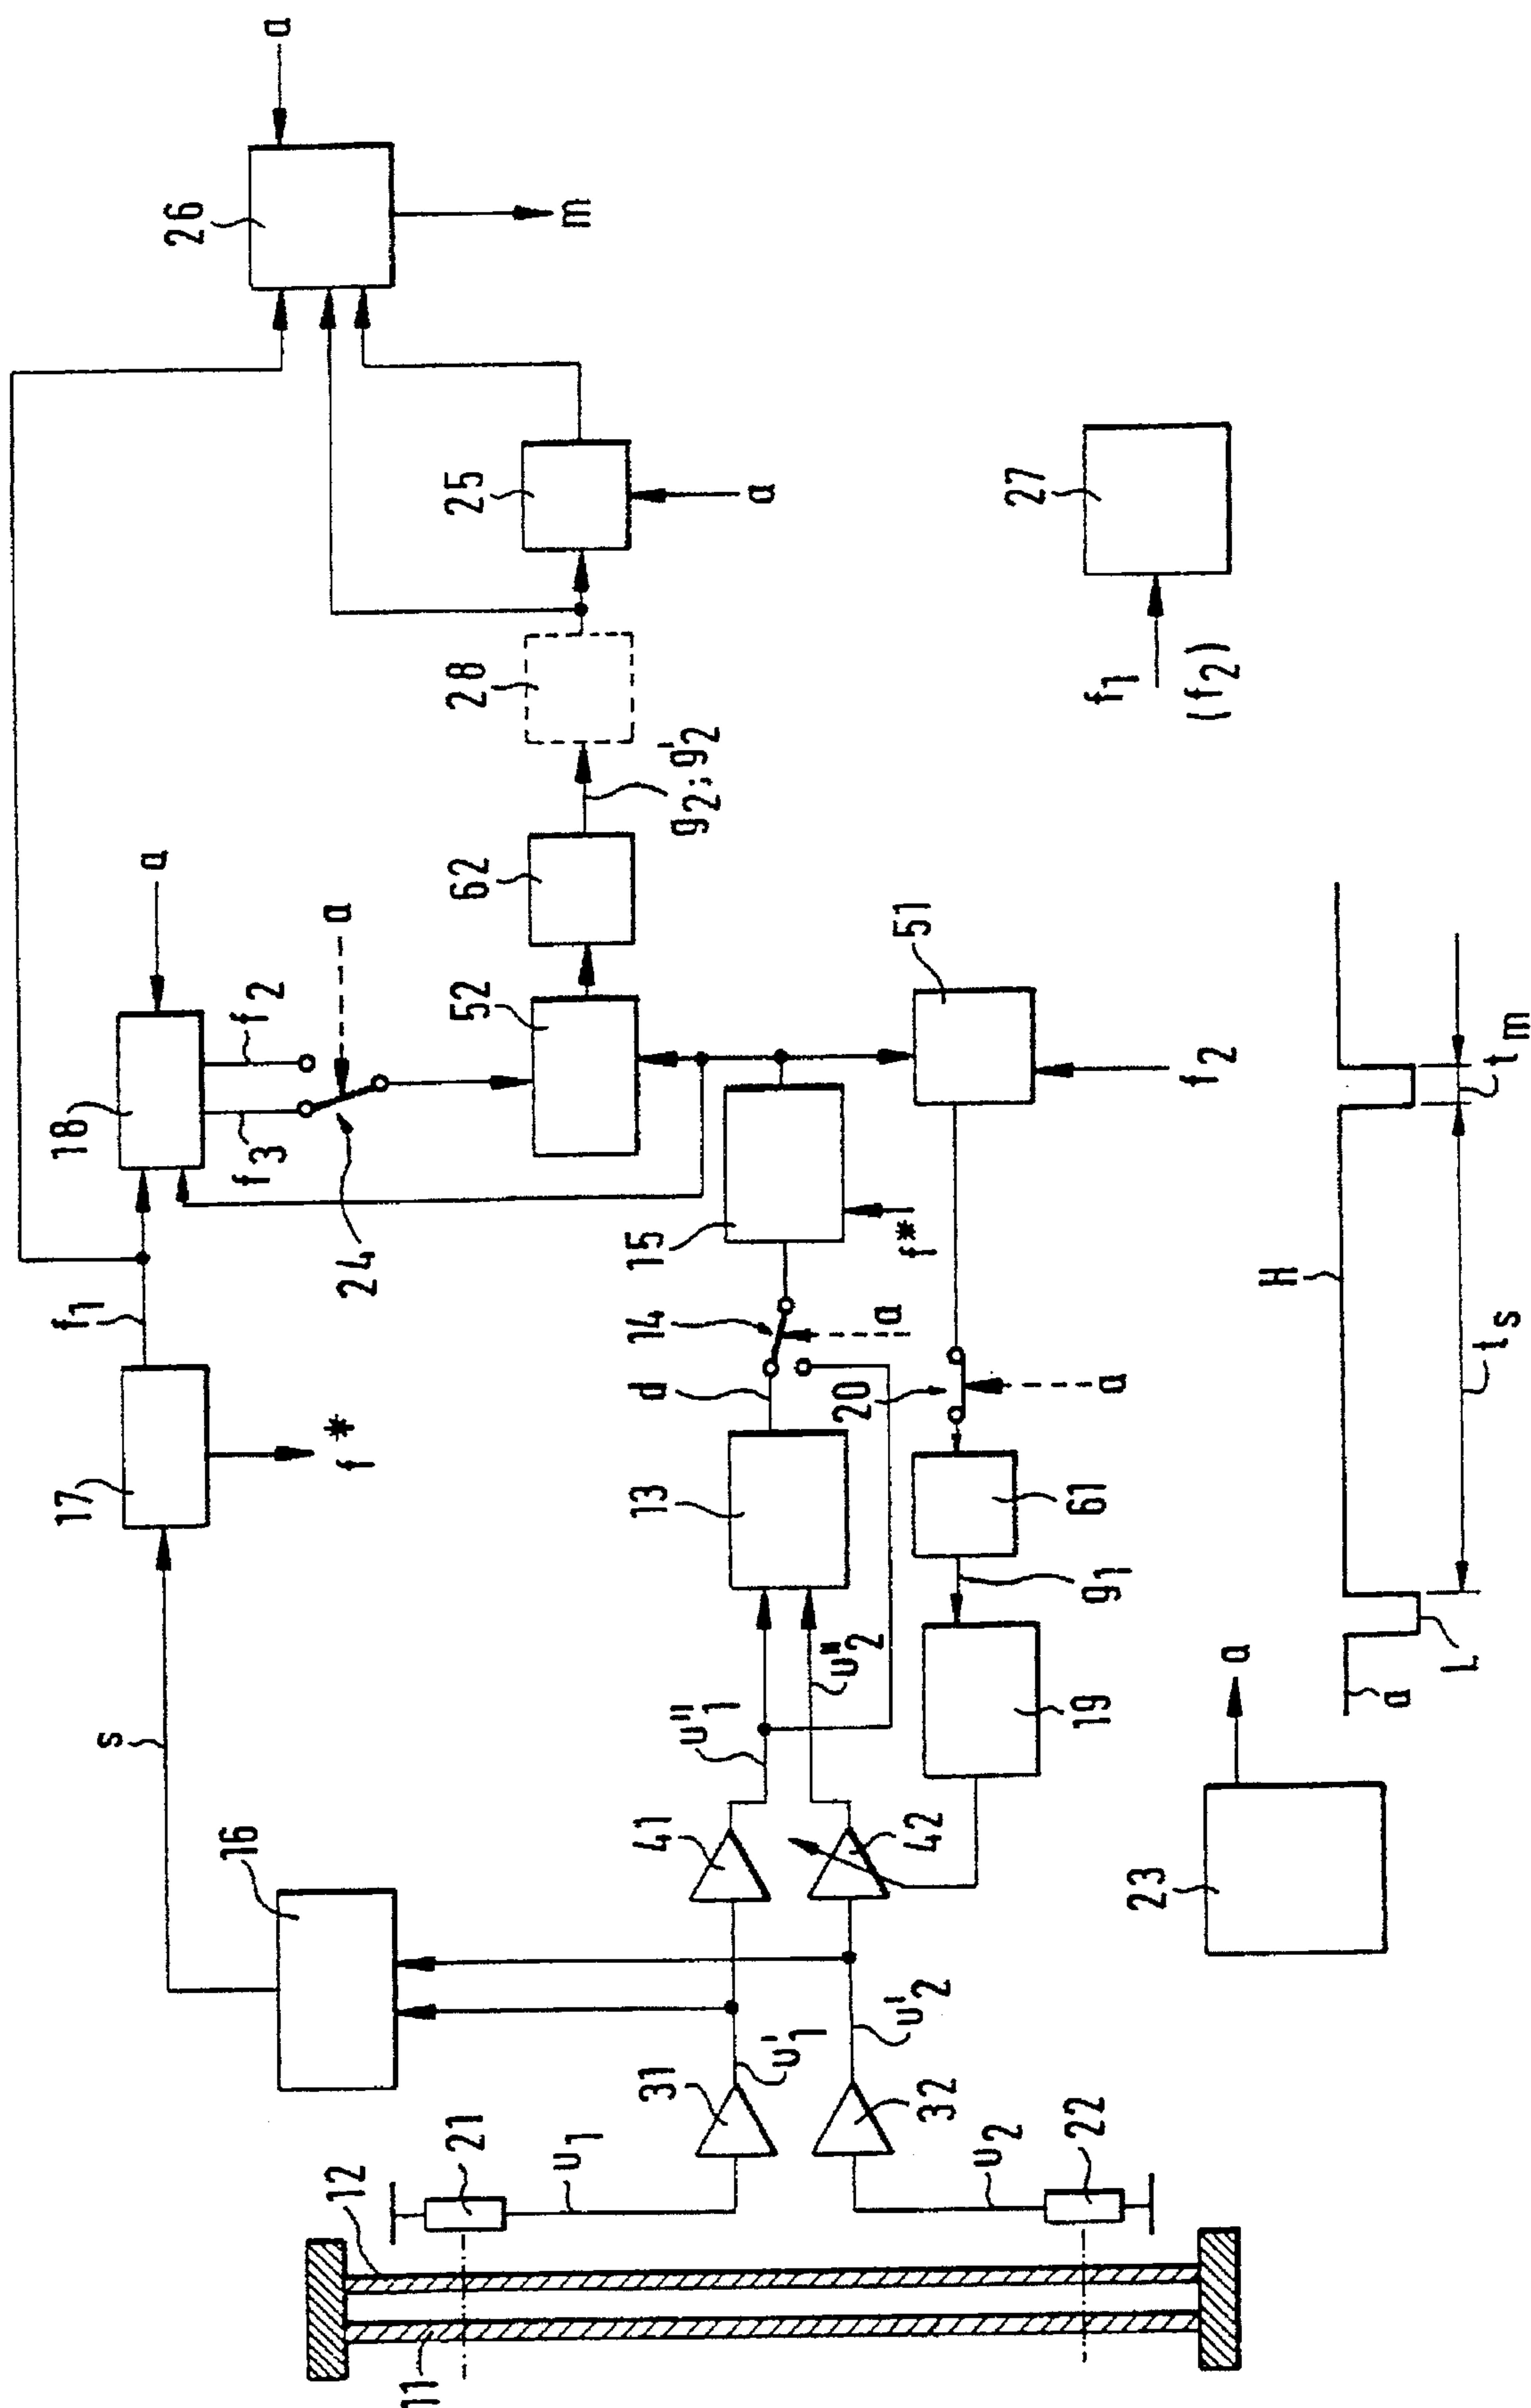 11
12
21
22
u1
u2
31
32
u'1
u'2
16
s
41
42
u"1
u"2
13
d
14
a
15
f*
17
f*
f1
18
a
f3
f2
24
a
52
62
g2; g'2
28
25
a
26
a
m
51
f2
20
a
61
g1
19
23
a
27
f1
(f2)
a
L
H
ts
tm